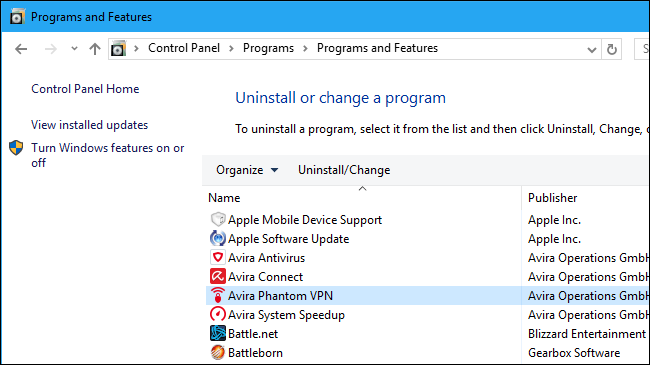 Programs and Features
Control Panel > Programs > Programs and Features
Control Panel Home
View installed updates
Turn Windows features on or
off
Uninstall or change a program
To uninstall a program, select it from the list and then click Uninstall, Change,
Organize Uninstall/Change
Name Publisher
Apple Mobile Device Support Apple Inc.
Apple Software Update Apple Inc.
Avira Antivirus Avira Operations GmbH
Avira Connect Avira Operations GmbH
Avira Phantom VPN Avira Operations GmbH
Avira System Speedup Avira Operations GmbH
Battle.net Blizzard Entertainment
Battleborn Gearbox Software